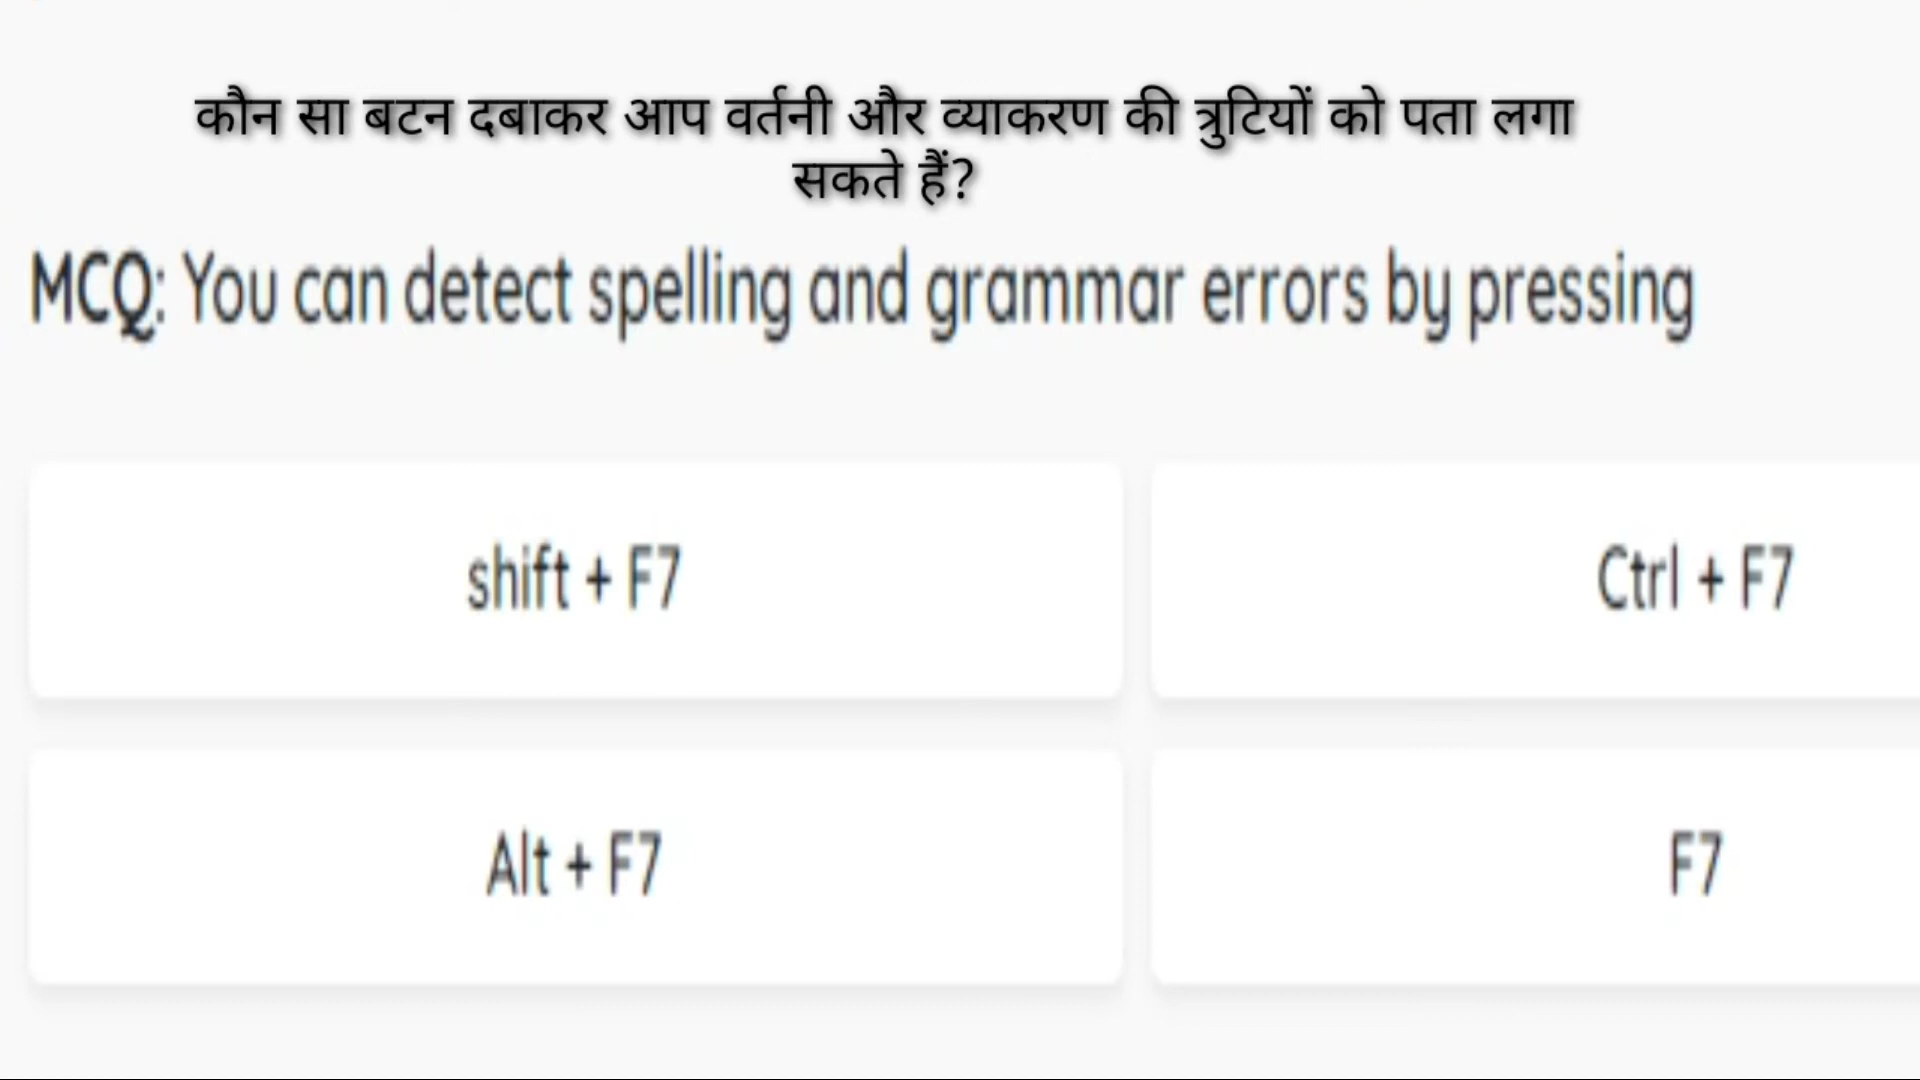 कौन सा बटन दबाकर आप वर्तनी और व्याकरण की त्रुटियों को पता लगा
सकते हैं?
MCQ: You can detect spelling and grammar errors by pressing
shift + F7
Ctrl + F7
Alt + F7
F7